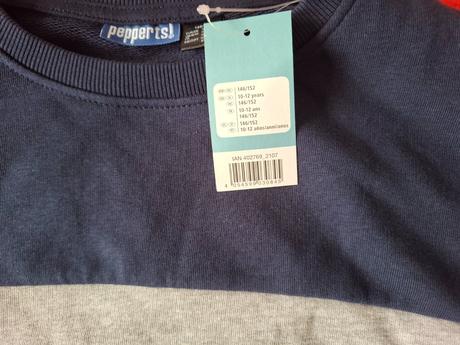 pepperts!
146/152
10-12 years
146/152
10-12 ans
146/152
146/152
10-12 años/anni/anos
IAN 402769_2107